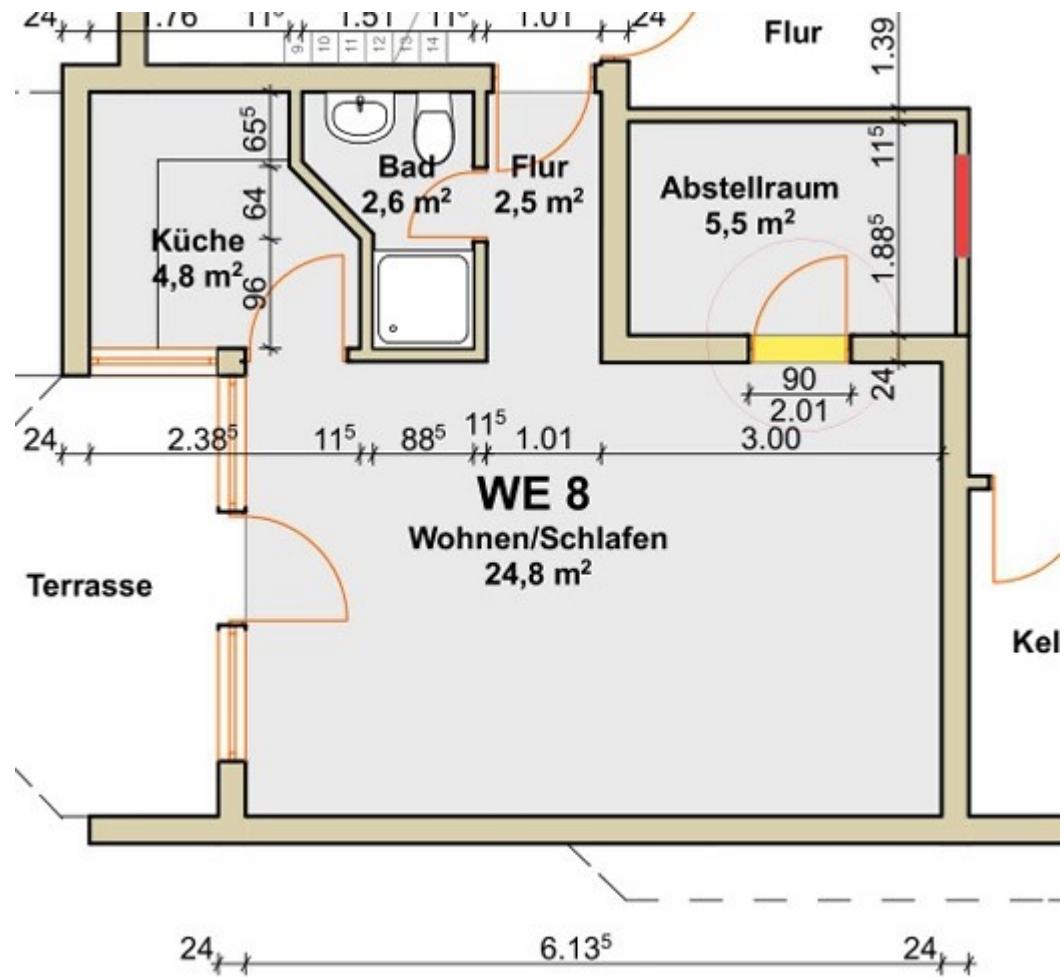 24 1.76 11⁵ 1.51 11⁵ 1.01 24
9 10 11 12 13 14
Flur
1.39
65⁵
64
96
Bad
2,6 m²
Flur
2,5 m²
Abstellraum
5,5 m²
11⁵
1.88⁵
24
Küche
4,8 m²
90
2.01
24 2.38⁵ 11⁵ 88⁵ 11⁵ 1.01 3.00
WE 8
Wohnen/Schlafen
24,8 m²
Terrasse
Kel
24 6.13⁵ 24